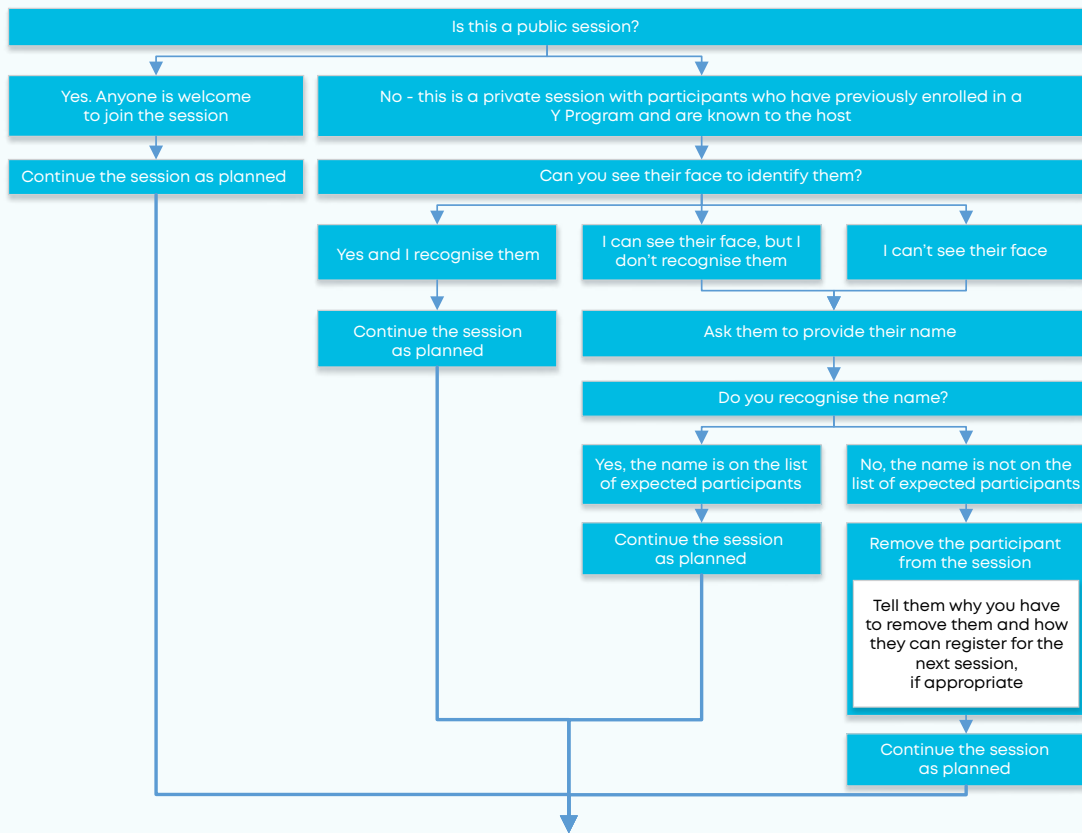 Is this a public session?
Yes. Anyone is welcome
to join the session
No - this is a private session with participants who have previously enrolled in a
Y Program and are known to the host
Continue the session as planned
Can you see their face to identify them?
Yes and I recognise them
I can see their face, but I
don't recognise them
I can't see their face
Continue the session
as planned
Ask them to provide their name
Do you recognise the name?
Yes, the name is on the list
of expected participants
No, the name is not on the
list of expected participants
Continue the session
as planned
Remove the participant
from the session
Tell them why you have
to remove them and how
they can register for the
next session,
if appropriate
Continue the session
as planned